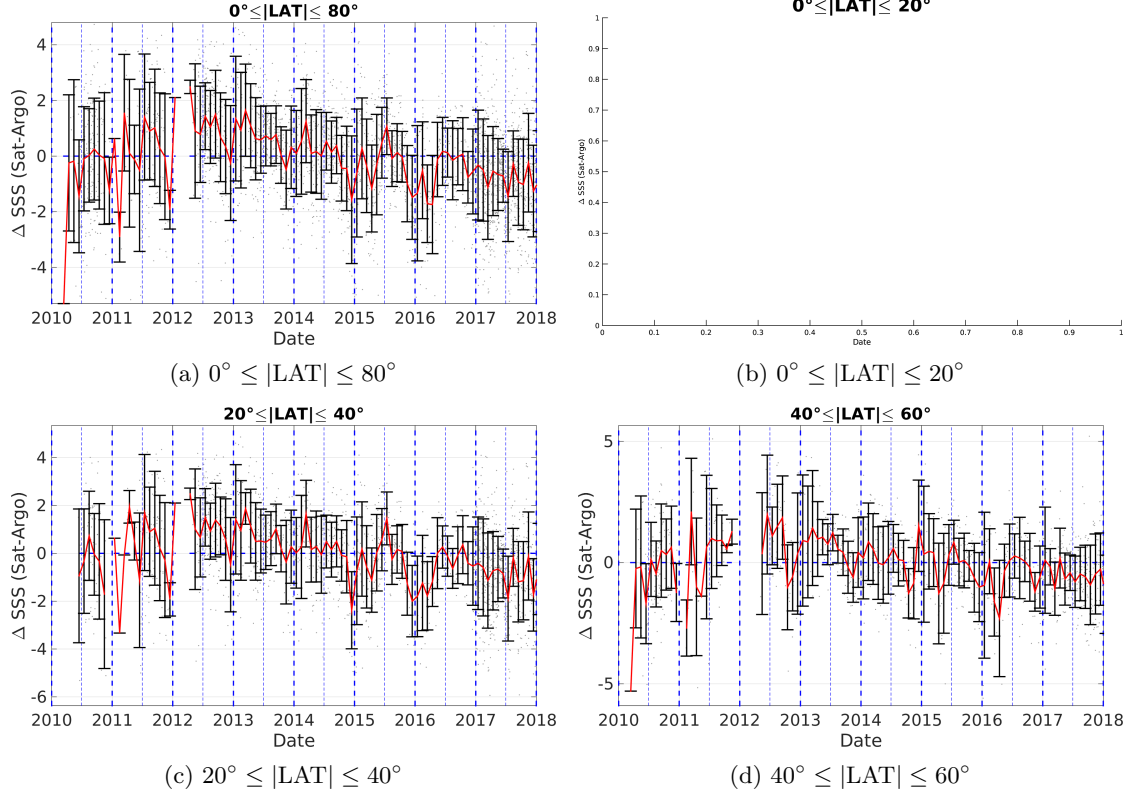 0°≤|LAT|≤ 80°
4
2
0
-2
-4
Δ SSS (Sat-Argo)
2010 2011 2012 2013 2014 2015 2016 2017 2018
Date
(a) 0° ≤ |LAT| ≤ 80°
0°≤|LAT|≤ 20°
1
0.9
0.8
0.7
0.6
0.5
0.4
0.3
0.2
0.1
0
Δ SSS (Sat-Argo)
0 0.1 0.2 0.3 0.4 0.5 0.6 0.7 0.8 0.9 1
Date
(b) 0° ≤ |LAT| ≤ 20°
20°≤|LAT|≤ 40°
4
2
0
-2
-4
-6
Δ SSS (Sat-Argo)
2010 2011 2012 2013 2014 2015 2016 2017 2018
Date
(c) 20° ≤ |LAT| ≤ 40°
40°≤|LAT|≤ 60°
5
0
-5
Δ SSS (Sat-Argo)
2010 2011 2012 2013 2014 2015 2016 2017 2018
Date
(d) 40° ≤ |LAT| ≤ 60°